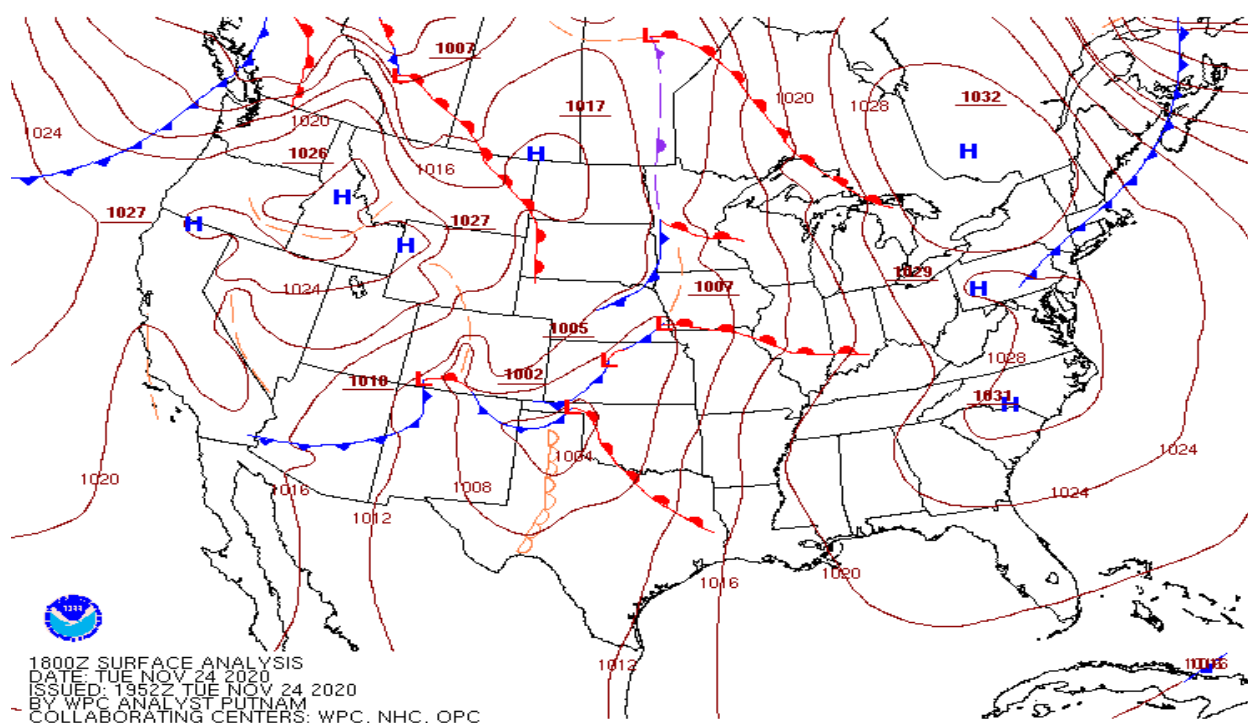 1007
1017
1020
1028
1032
1024
1020
1026
1016
1027
1027
1029
1024
1007
1005
1028
1010
1002
1031
1004
1024
1020
1016
1008
1024
1012
1020
1016
1012
L
L
H
H
H
H
H
H
L
L
L
H
L
1800Z SURFACE ANALYSIS
DATE: TUE NOV 24 2020
ISSUED: 1952Z TUE NOV 24 2020
BY WPC ANALYST PUTNAM
COLLABORATING CENTERS: WPC, NHC, OPC